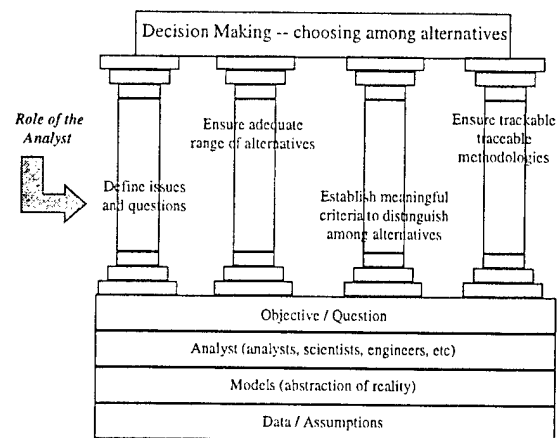 Decision Making -- choosing among alternatives
Role of the
Analyst
Define issues
and questions
Ensure adequate
range of alternatives
Establish meaningful
criteria to distinguish
among alternatives
Ensure trackable
traceable
methodologies
Objective / Question
Analyst (analysts, scientists, engineers, etc)
Models (abstraction of reality)
Data / Assumptions